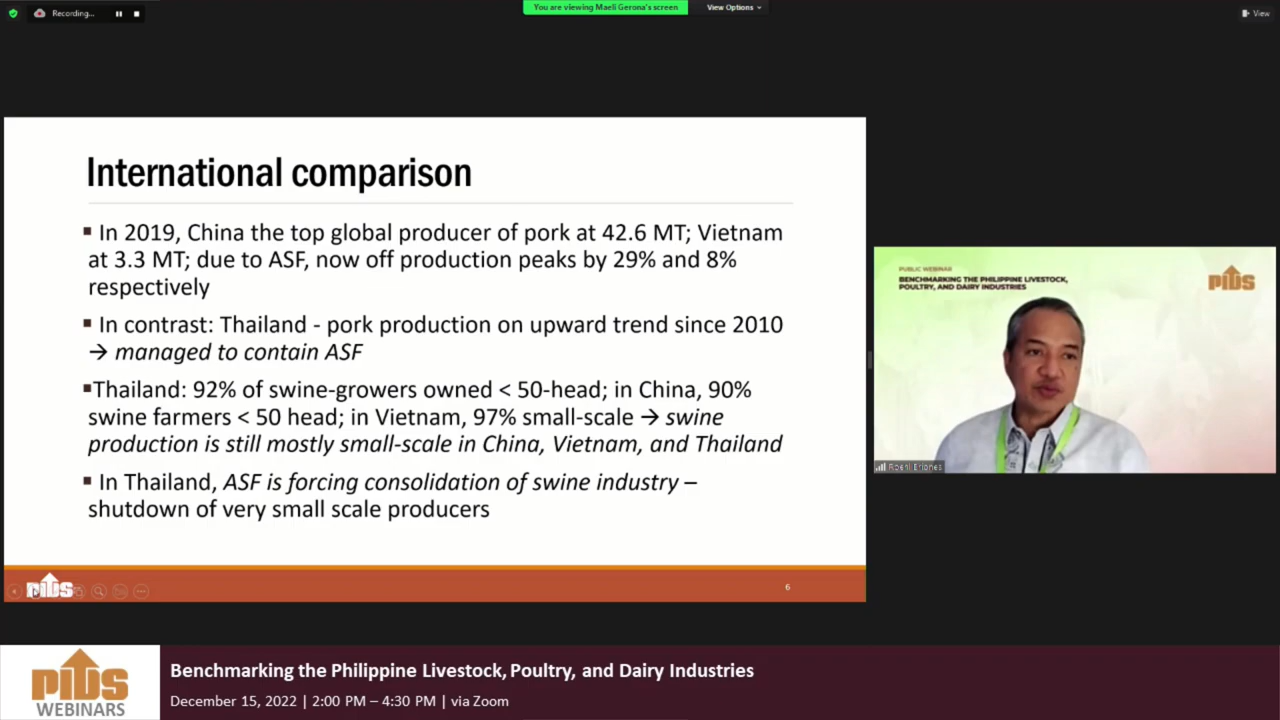 Recording...
You are viewing Maeli Gerona's screen
View Options
View
International comparison
▪ In 2019, China the top global producer of pork at 42.6 MT; Vietnam
at 3.3 MT; due to ASF, now off production peaks by 29% and 8%
respectively
▪ In contrast: Thailand - pork production on upward trend since 2010
→ managed to contain ASF
▪Thailand: 92% of swine-growers owned < 50-head; in China, 90%
swine farmers < 50 head; in Vietnam, 97% small-scale → swine
production is still mostly small-scale in China, Vietnam, and Thailand
▪ In Thailand, ASF is forcing consolidation of swine industry –
shutdown of very small scale producers
PIDS
6
PUBLIC WEBINAR
BENCHMARKING THE PHILIPPINE LIVESTOCK,
POULTRY, AND DAIRY INDUSTRIES
PIDS
Roehl Briones
PIDS
WEBINARS
Benchmarking the Philippine Livestock, Poultry, and Dairy Industries
December 15, 2022 | 2:00 PM – 4:30 PM | via Zoom